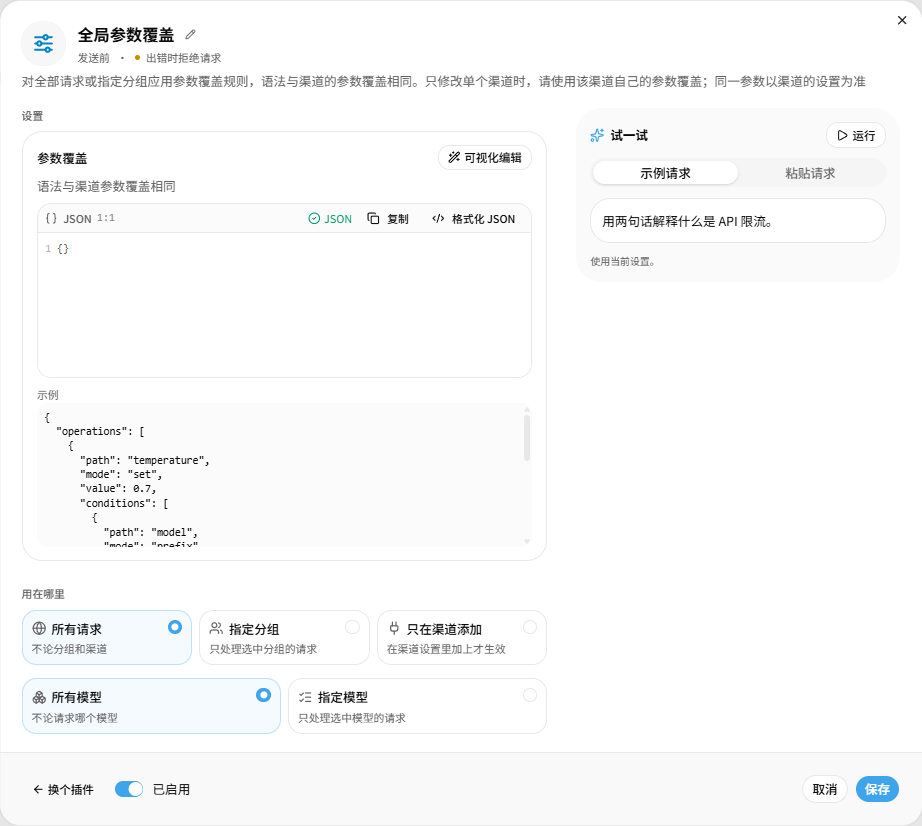 全局参数覆盖
发送前 • 出错时拒绝请求
对全部请求或指定分组应用参数覆盖规则，语法与渠道的参数覆盖相同。只修改单个渠道时，请使用该渠道自己的参数覆盖；同一参数以渠道的设置为准
设置
参数覆盖
可视化编辑
语法与渠道参数覆盖相同
{ } JSON 1:1
JSON
复制
格式化 JSON
1 {}
示例
{
  "operations": [
    {
      "path": "temperature",
      "mode": "set",
      "value": 0.7,
      "conditions": [
        {
          "path": "model",
          "mode": "prefix"
试一试
运行
示例请求
粘贴请求
用两句话解释什么是 API 限流。
使用当前设置。
用在哪里
所有请求
不论分组和渠道
指定分组
只处理选中分组的请求
只在渠道添加
在渠道设置里加上才生效
所有模型
不论请求哪个模型
指定模型
只处理选中模型的请求
换个插件
已启用
取消
保存